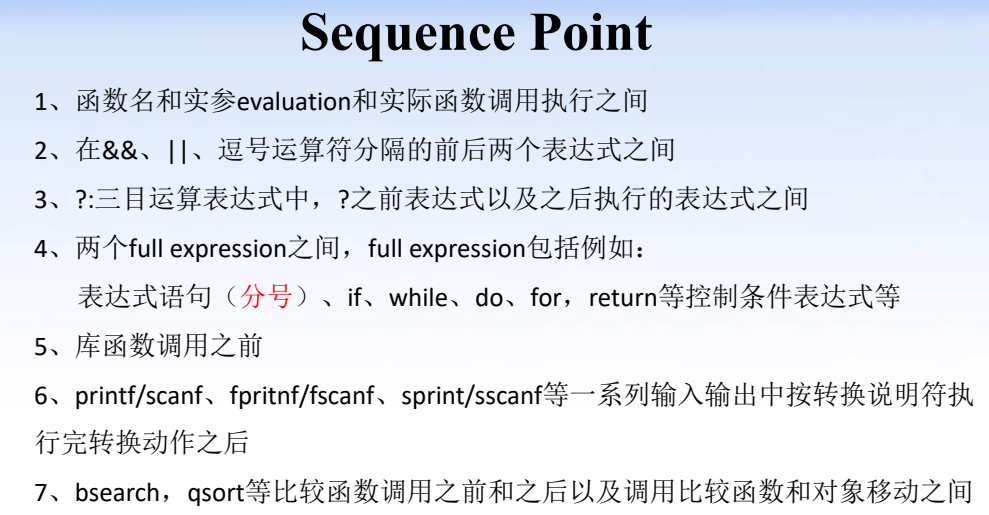 Sequence Point
1、函数名和实参evaluation和实际函数调用执行之间
2、在&&、||、逗号运算符分隔的前后两个表达式之间
3、?:三目运算表达式中，?之前表达式以及之后执行的表达式之间
4、两个full expression之间，full expression包括例如：
表达式语句（分号）、if、while、do、for，return等控制条件表达式等
5、库函数调用之前
6、printf/scanf、fpritnf/fscanf、sprint/sscanf等一系列输入输出中按转换说明符执
行完转换动作之后
7、bsearch，qsort等比较函数调用之前和之后以及调用比较函数和对象移动之间